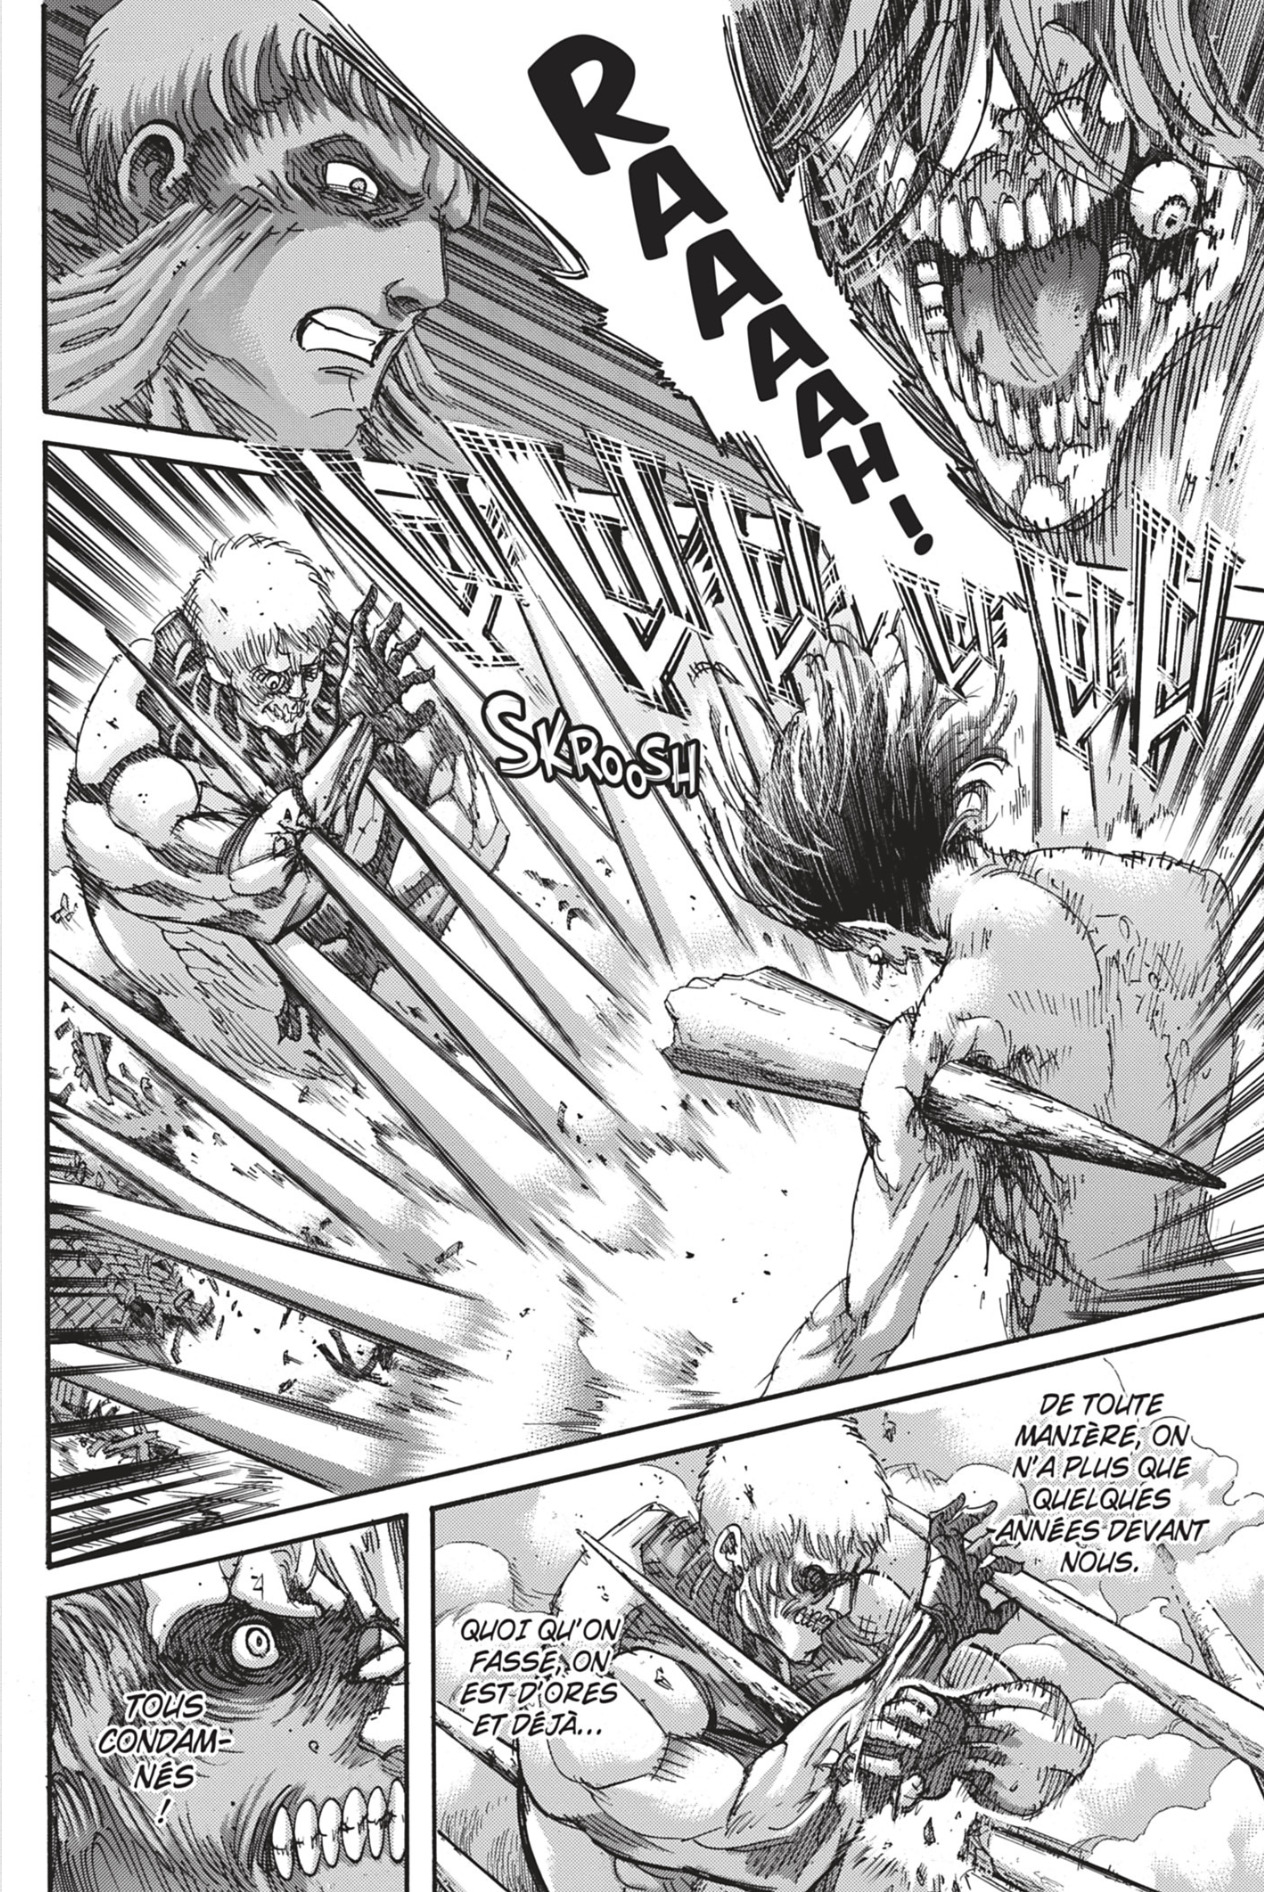 RAAAAH!
SKROOSH
DE TOUTE
MANIÈRE, ON
N'A PLUS QUE
QUELQUES
ANNÉES DEVANT
NOUS.
QUOI QU'ON
FASSE, ON
EST D'ORES
ET DÉJÀ...
TOUS
CONDAM-
NÉS
!